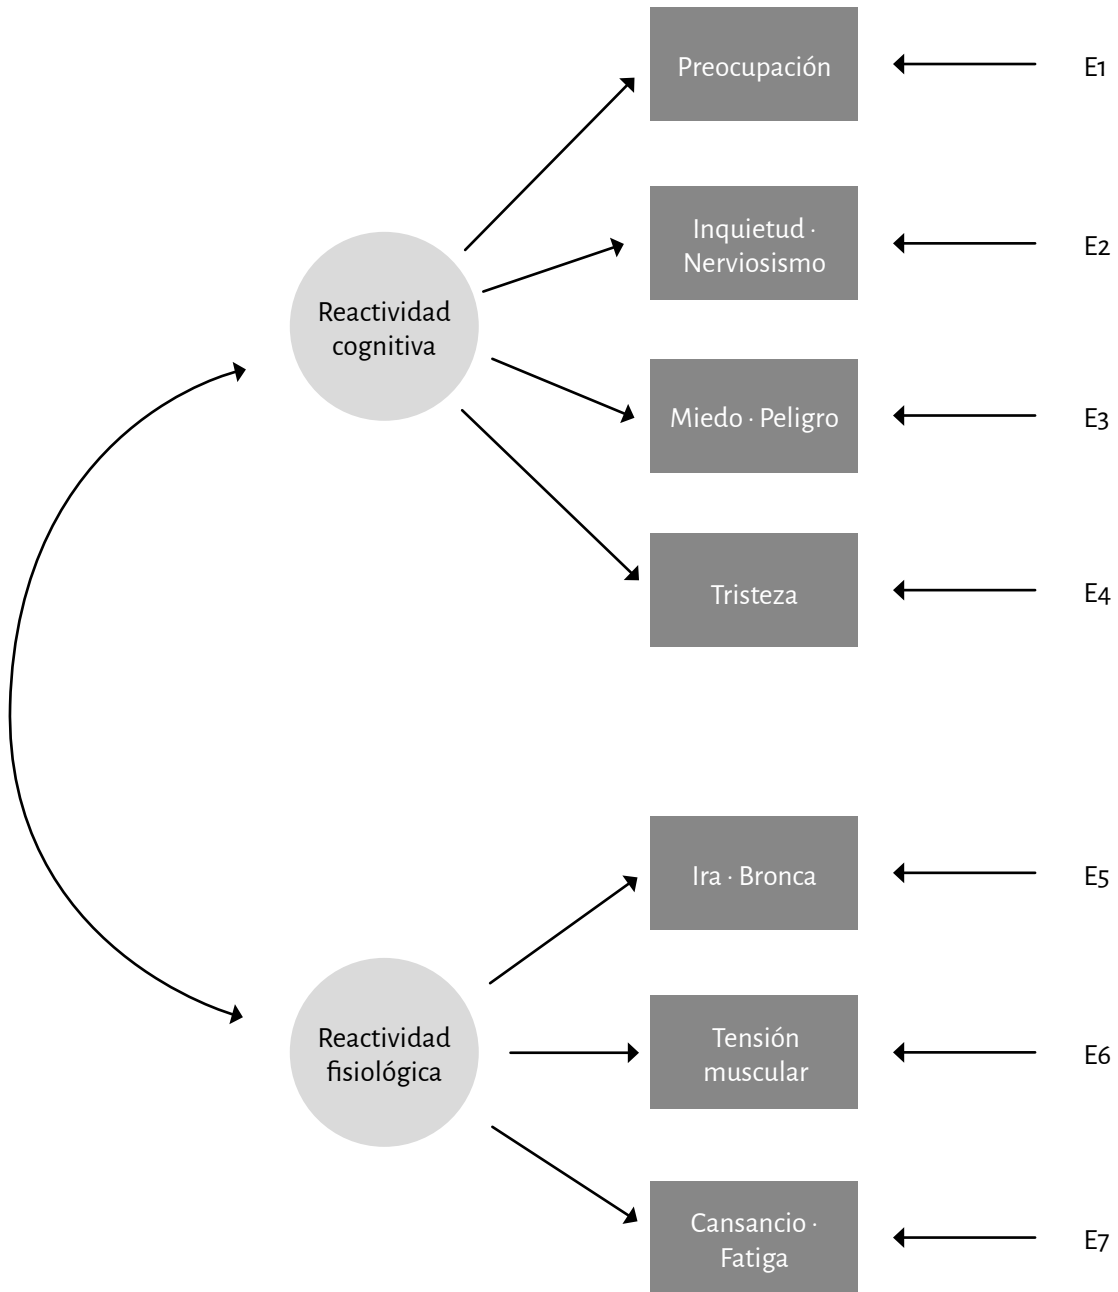 Preocupación
E1
Inquietud ·
Nerviosismo
E2
Reactividad
cognitiva
Miedo · Peligro
E3
Tristeza
E4
Ira · Bronca
E5
Reactividad
fisiológica
Tensión
muscular
E6
Cansancio ·
Fatiga
E7